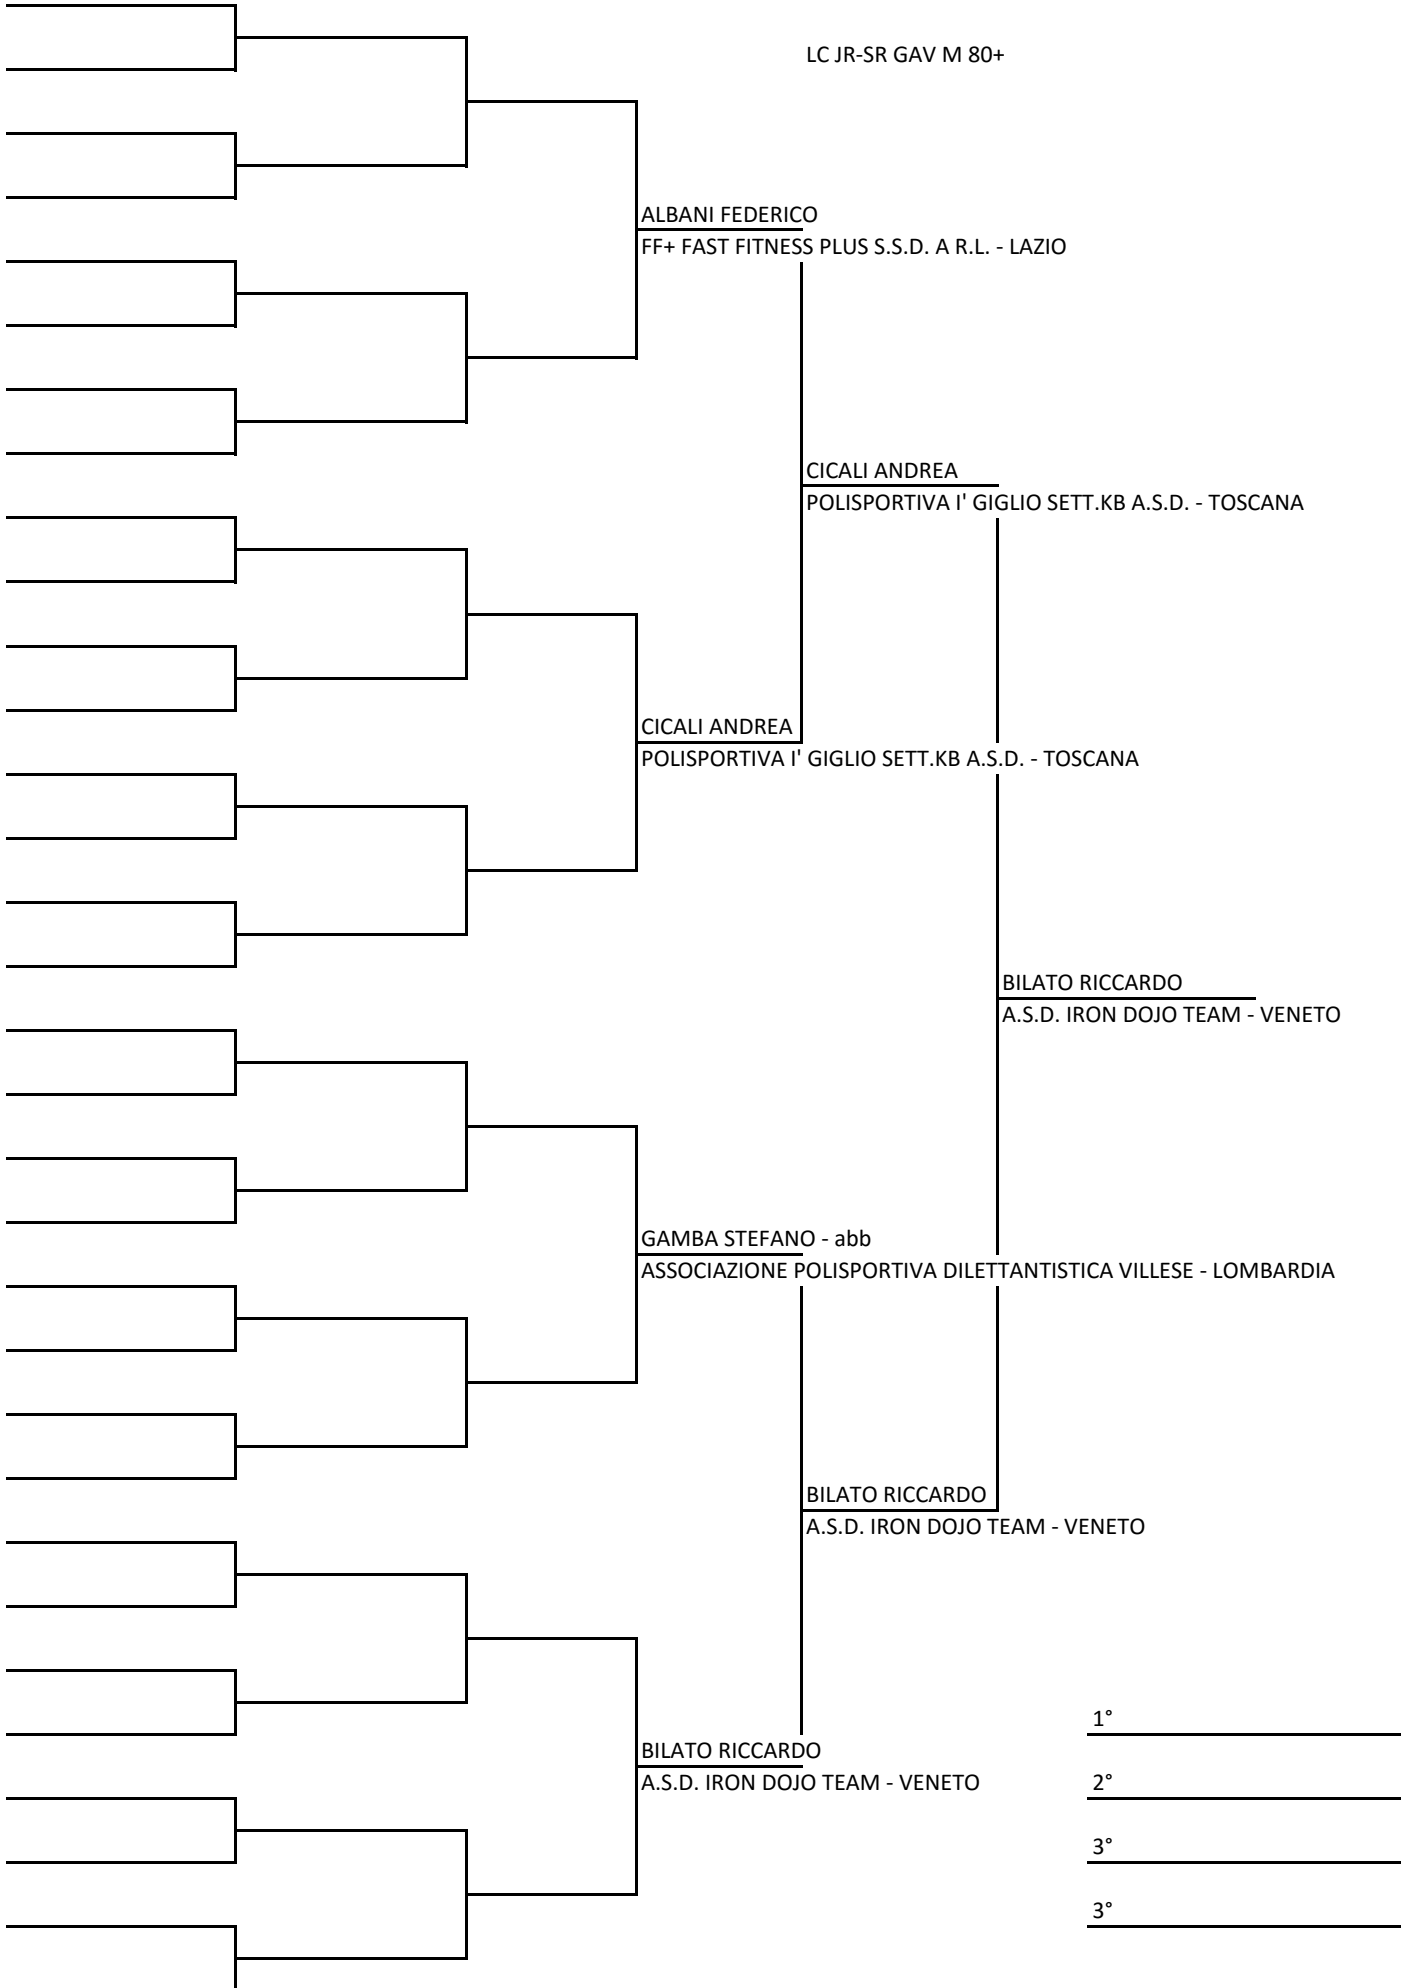 LC JR-SR GAV M 80+
ALBANI FEDERICO
FF+ FAST FITNESS PLUS S.S.D. A R.L. - LAZIO
CICALI ANDREA
POLISPORTIVA I' GIGLIO SETT.KB A.S.D. - TOSCANA
CICALI ANDREA
POLISPORTIVA I' GIGLIO SETT.KB A.S.D. - TOSCANA
BILATO RICCARDO
A.S.D. IRON DOJO TEAM - VENETO
GAMBA STEFANO - abb
ASSOCIAZIONE POLISPORTIVA DILETTANTISTICA VILLESE - LOMBARDIA
BILATO RICCARDO
A.S.D. IRON DOJO TEAM - VENETO
1°
BILATO RICCARDO
A.S.D. IRON DOJO TEAM - VENETO
2°
3°
3°